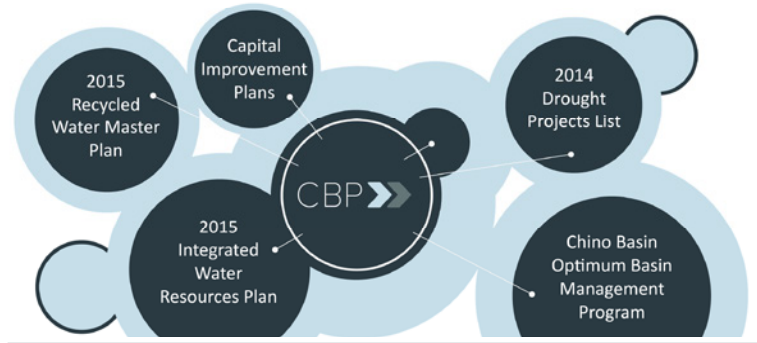 2015
Recycled
Water Master
Plan
Capital
Improvement
Plans
2014
Drought
Projects List
CBP
2015
Integrated
Water
Resources Plan
Chino Basin
Optimum Basin
Management
Program